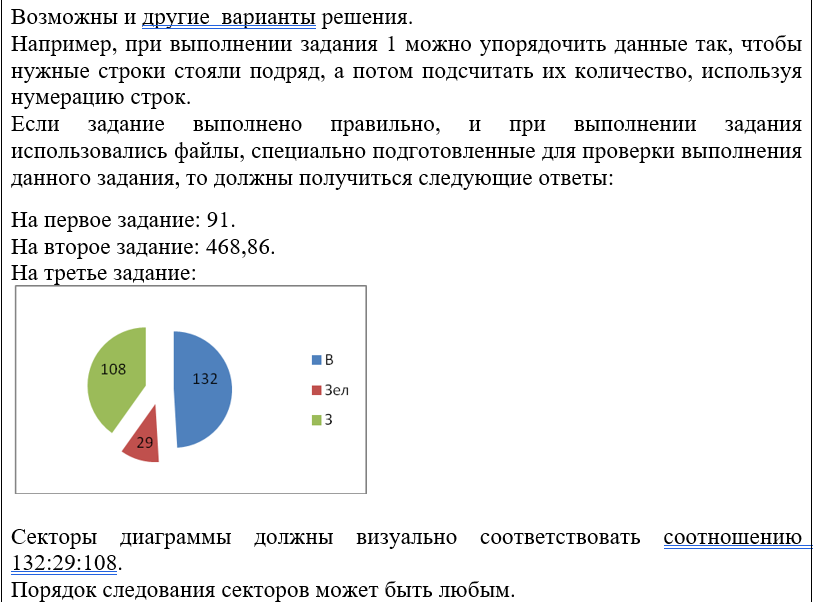 Возможны и другие варианты решения.
Например, при выполнении задания 1 можно упорядочить данные так, чтобы
нужные строки стояли подряд, а потом подсчитать их количество, используя
нумерацию строк.
Если задание выполнено правильно, и при выполнении задания
использовались файлы, специально подготовленные для проверки выполнения
данного задания, то должны получиться следующие ответы:
На первое задание: 91.
На второе задание: 468,86.
На третье задание:
108
132
29
В
Зел
З
Секторы диаграммы должны визуально соответствовать соотношению
132:29:108.
Порядок следования секторов может быть любым.